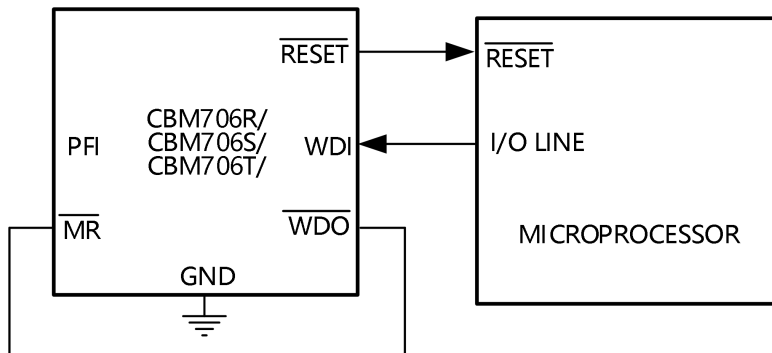 RESET
RESET
CBM706R/
CBM706S/
CBM706T/
PFI
WDI
I/O LINE
MR
WDO
MICROPROCESSOR
GND